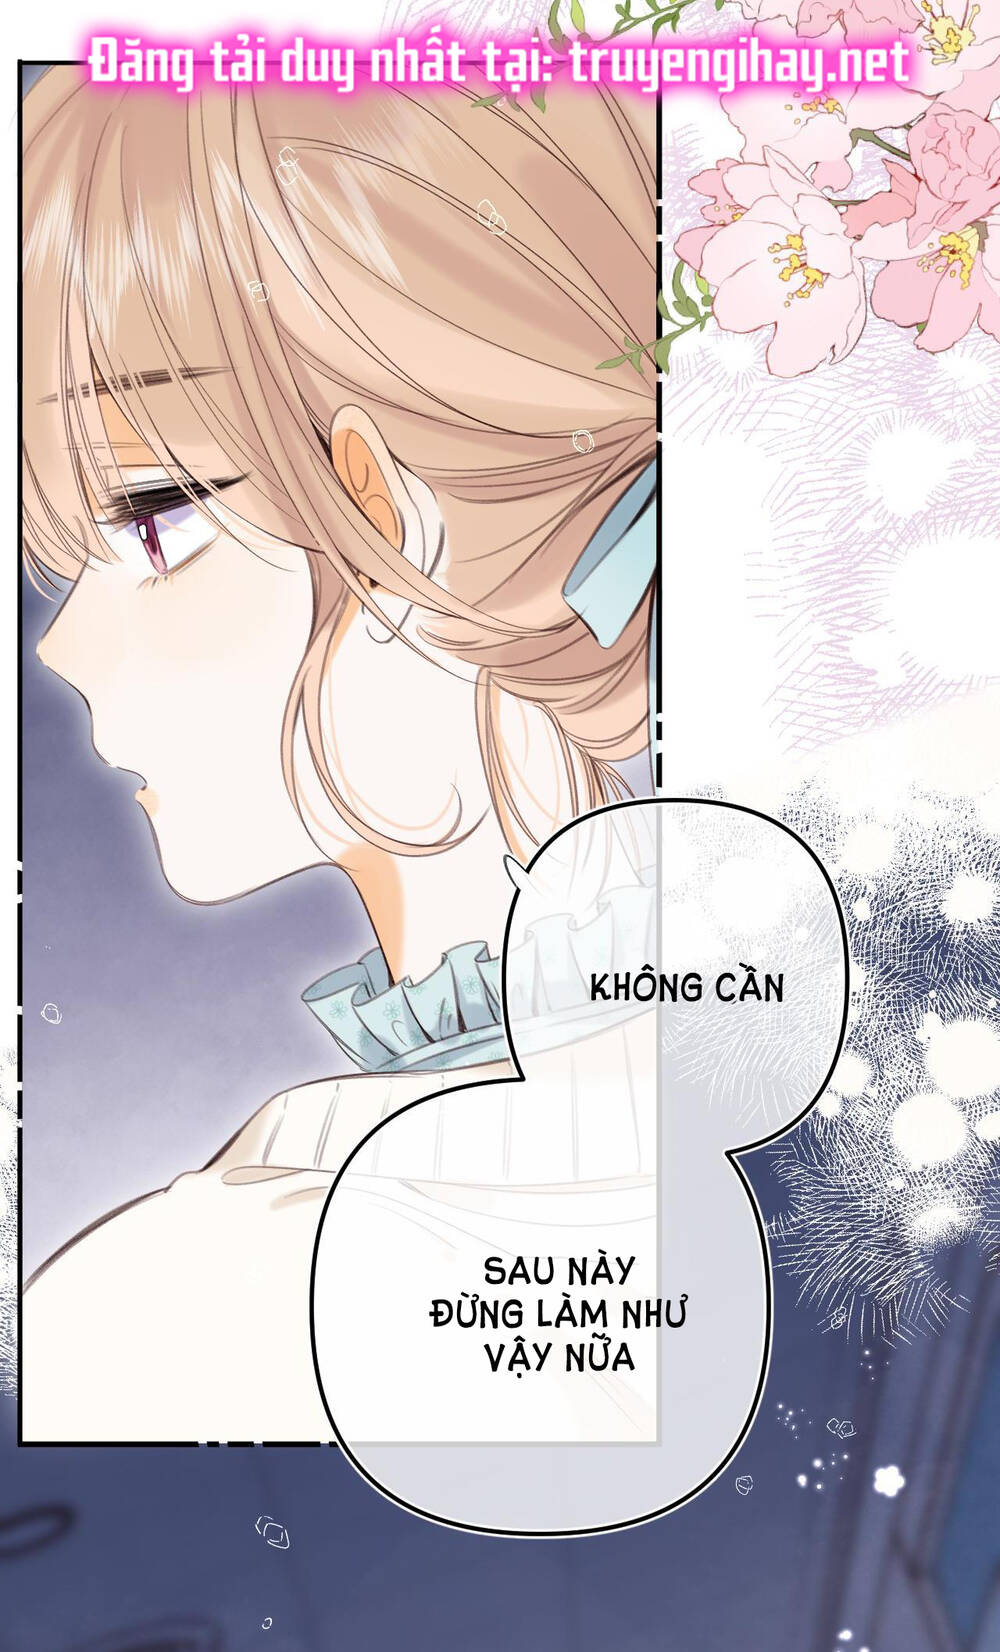 Đăng tải duy nhất tại: truyengihay.net
KHÔNG CẦN
SAU NÀY
ĐỪNG LÀM NHƯ
VẬY NỮA